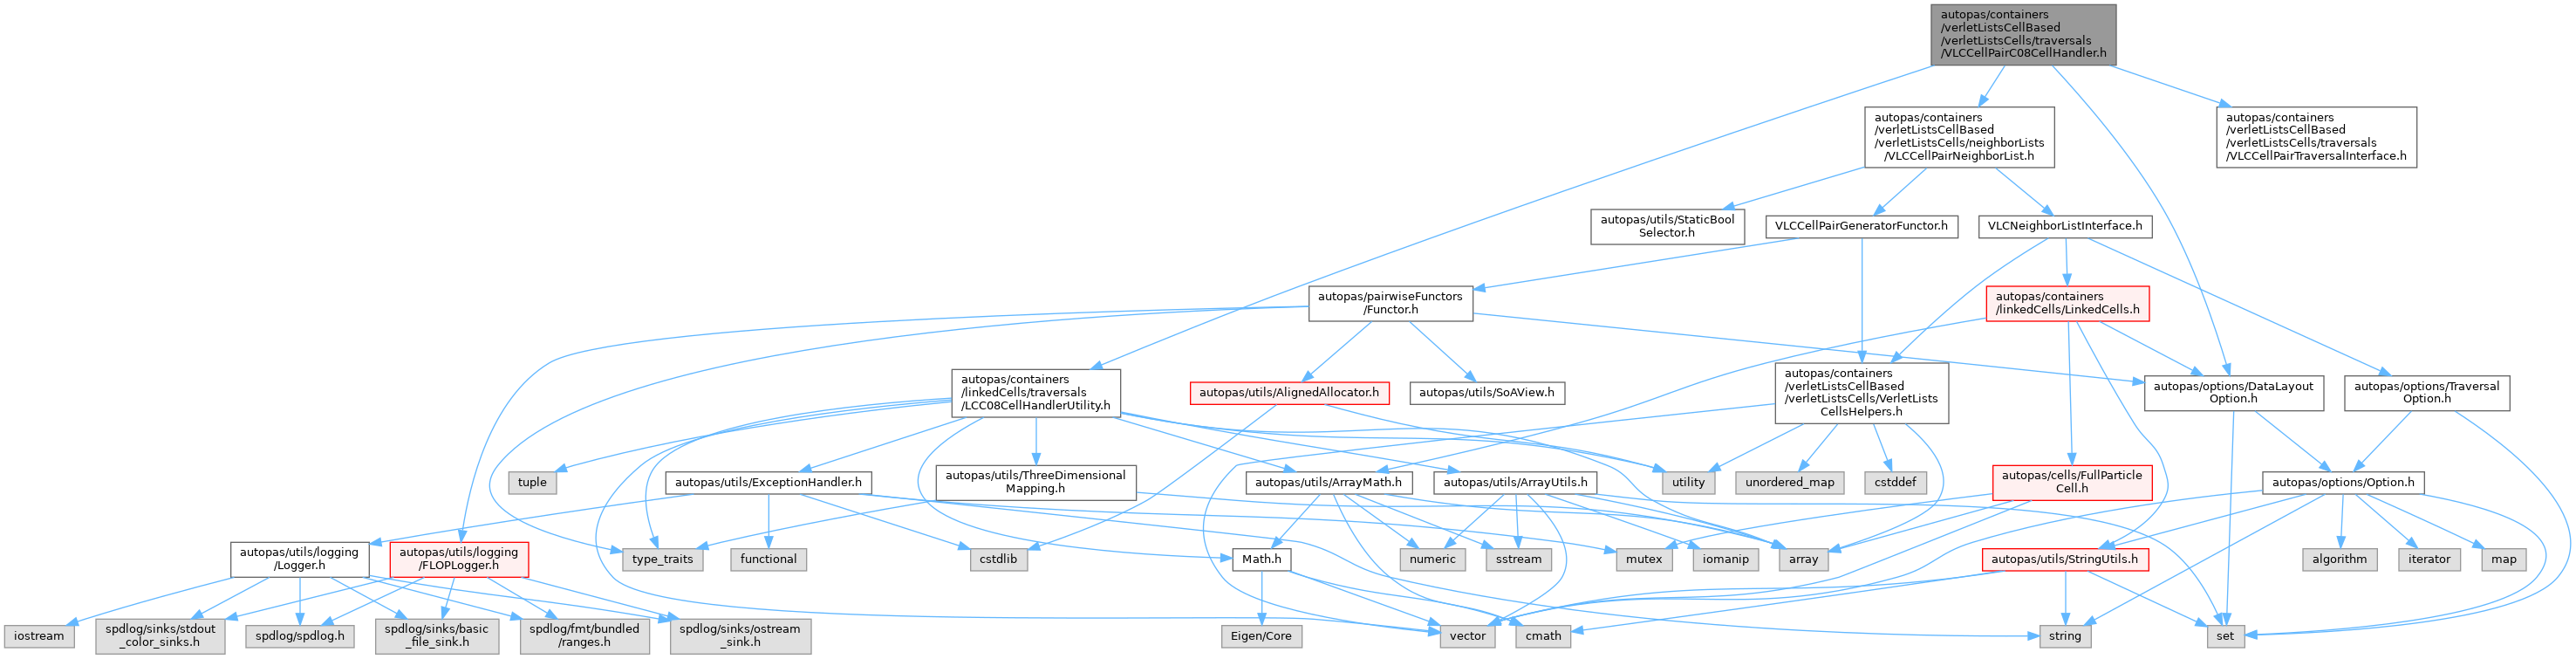 autopas/containers
/verletListsCellBased
/verletListsCells/traversals
/VLCCellPairC08CellHandler.h
autopas/containers
/verletListsCellBased
/verletListsCells/neighborLists
/VLCCellPairNeighborList.h
autopas/containers
/verletListsCellBased
/verletListsCells/traversals
/VLCCellPairTraversalInterface.h
autopas/utils/StaticBool
Selector.h
VLCCellPairGeneratorFunctor.h
VLCNeighborListInterface.h
autopas/pairwiseFunctors
/Functor.h
autopas/containers
/linkedCells/LinkedCells.h
autopas/containers
/linkedCells/traversals
/LCC08CellHandlerUtility.h
autopas/utils/AlignedAllocator.h
autopas/utils/SoAView.h
autopas/containers
/verletListsCellBased
/verletListsCells/VerletLists
CellsHelpers.h
autopas/options/DataLayout
Option.h
autopas/options/Traversal
Option.h
tuple
autopas/utils/ExceptionHandler.h
autopas/utils/ThreeDimensional
Mapping.h
autopas/utils/ArrayMath.h
autopas/utils/ArrayUtils.h
utility
unordered_map
cstddef
autopas/cells/FullParticle
Cell.h
autopas/options/Option.h
autopas/utils/logging
/Logger.h
autopas/utils/logging
/FLOPLogger.h
type_traits
functional
cstdlib
Math.h
numeric
sstream
mutex
iomanip
array
autopas/utils/StringUtils.h
algorithm
iterator
map
iostream
spdlog/sinks/stdout
_color_sinks.h
spdlog/spdlog.h
spdlog/sinks/basic
_file_sink.h
spdlog/fmt/bundled
/ranges.h
spdlog/sinks/ostream
_sink.h
Eigen/Core
vector
cmath
string
set